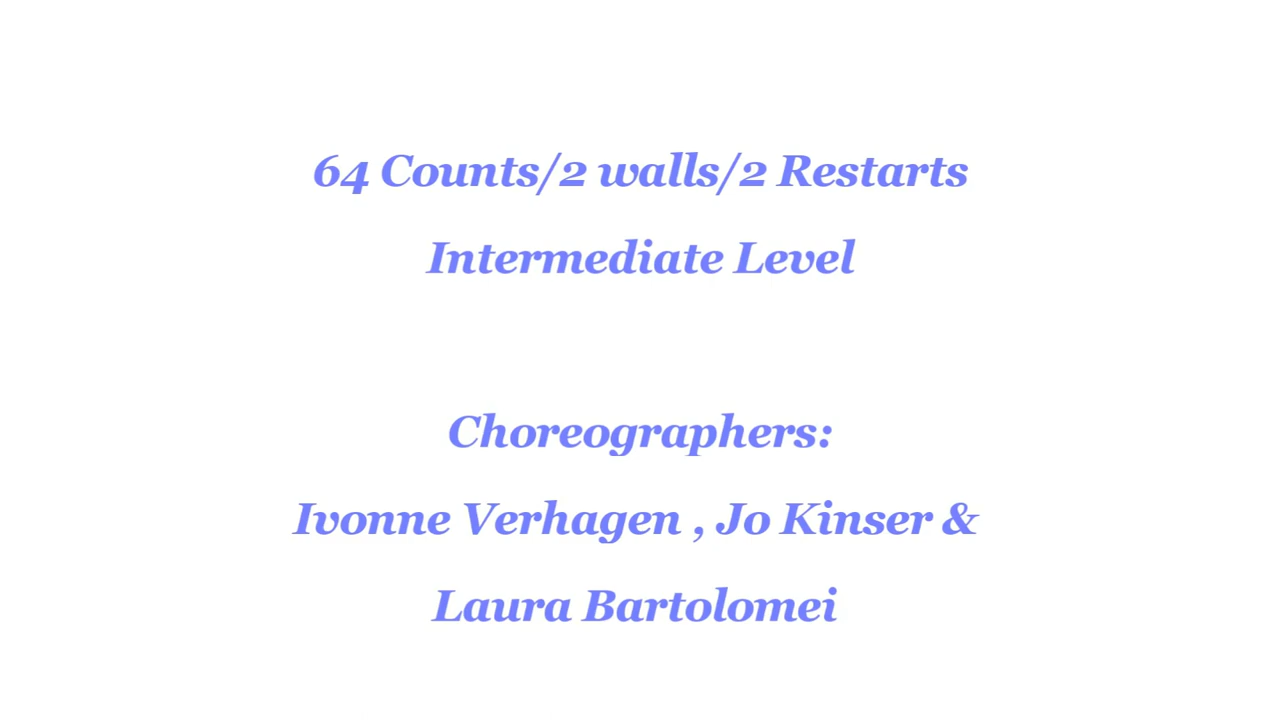 64 Counts/2 walls/2 Restarts
Intermediate Level
Choreographers:
Ivonne Verhagen , Jo Kinser &
Laura Bartolomei